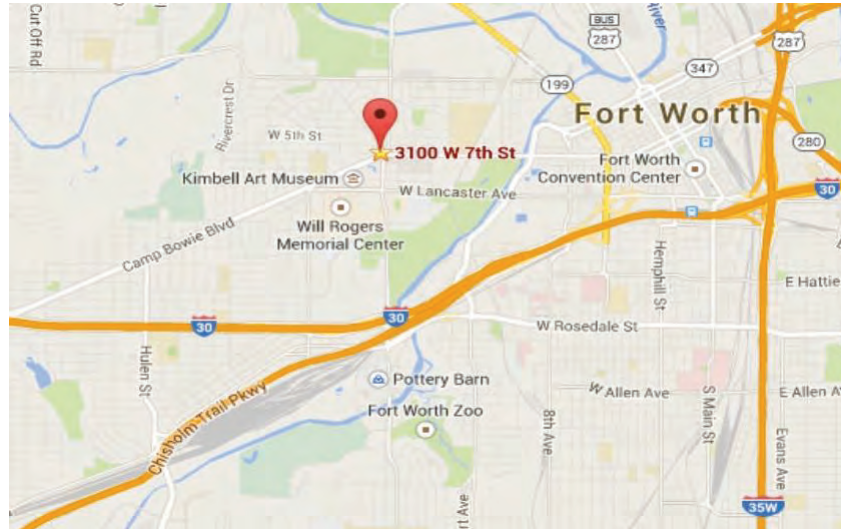 Cut Off Rd
BUS
287
River
287
347
199
Rivercrest Dr
Fort Worth
W 5th St
280
3100 W 7th St
Fort Worth
Convention Center
Kimbell Art Museum
W Lancaster Ave
30
Will Rogers
Memorial Center
Camp Bowie Blvd
Hemphill St
E Hattie
30
30
W Rosedale St
Hulen St
Pottery Barn
W Allen Ave
E Allen A
Fort Worth Zoo
Chisholm Trail Pkwy
8th Ave
S Main St
Evans Ave
rt Ave
35W